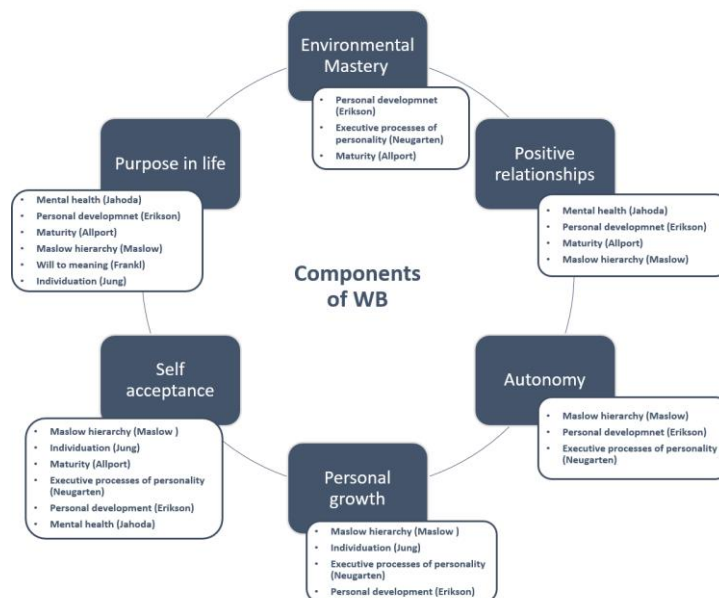 Environmental
Mastery
• Personal developmnet
(Erikson)
• Executive processes of
personality (Neugarten)
• Maturity (Allport)
Positive
relationships
• Mental health (Jahoda)
• Personal developmnet (Erikson)
• Maturity (Allport)
• Maslow hierarchy (Maslow)
Autonomy
• Maslow hierarchy (Maslow)
• Personal developmnet (Erikson)
• Executive processes of personality
(Neugarten)
Personal
growth
• Maslow hierarchy (Maslow )
• Individuation (Jung)
• Executive processes of personality
(Neugarten)
• Personal development (Erikson)
Self
acceptance
• Maslow hierarchy (Maslow )
• Individuation (Jung)
• Maturity (Allport)
• Executive processes of personality
(Neugarten)
• Personal development (Erikson)
• Mental health (Jahoda)
Purpose in life
• Mental health (Jahoda)
• Personal developmnet (Erikson)
• Maturity (Allport)
• Maslow hierarchy (Maslow)
• Will to meaning (Frankl)
• Individuation (Jung)
Components
of WB